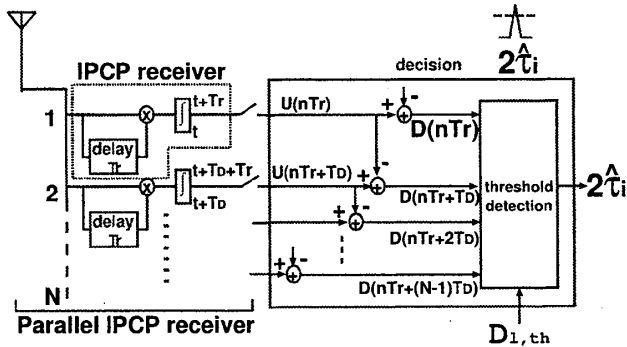 2τ̂i
decision
IPCP receiver
1
x
∫
t+Tr
t
U(nTr)
+
-
+
D(nTr)
delay
Tr
2
x
∫
t+TD+Tr
t+TD
U(nTr+TD)
+
-
+
D(nTr+TD)
threshold
detection
2τ̂i
delay
Tr
+
-
+
D(nTr+2TD)
+
-
+
D(nTr+(N-1)TD)
N
Parallel IPCP receiver
Dl,th